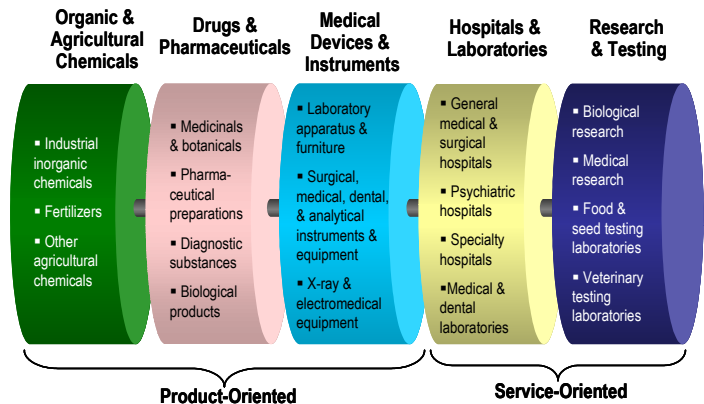 Organic &
Agricultural
Chemicals
Drugs &
Pharmaceuticals
Medical
Devices &
Instruments
Hospitals &
Laboratories
Research
& Testing
▪ Industrial
inorganic
chemicals
▪ Fertilizers
▪ Other
agricultural
chemicals
▪ Medicinals
& botanicals
▪ Pharma-
ceutical
preparations
▪ Diagnostic
substances
▪ Biological
products
▪ Laboratory
apparatus &
furniture
▪ Surgical,
medical, dental,
& analytical
instruments &
equipment
▪ X-ray &
electromedical
equipment
▪ General
medical &
surgical
hospitals
▪ Psychiatric
hospitals
▪ Specialty
hospitals
▪Medical &
dental
laboratories
▪ Biological
research
▪ Medical
research
▪ Food &
seed testing
laboratories
▪ Veterinary
testing
laboratories
Product-Oriented
Service-Oriented